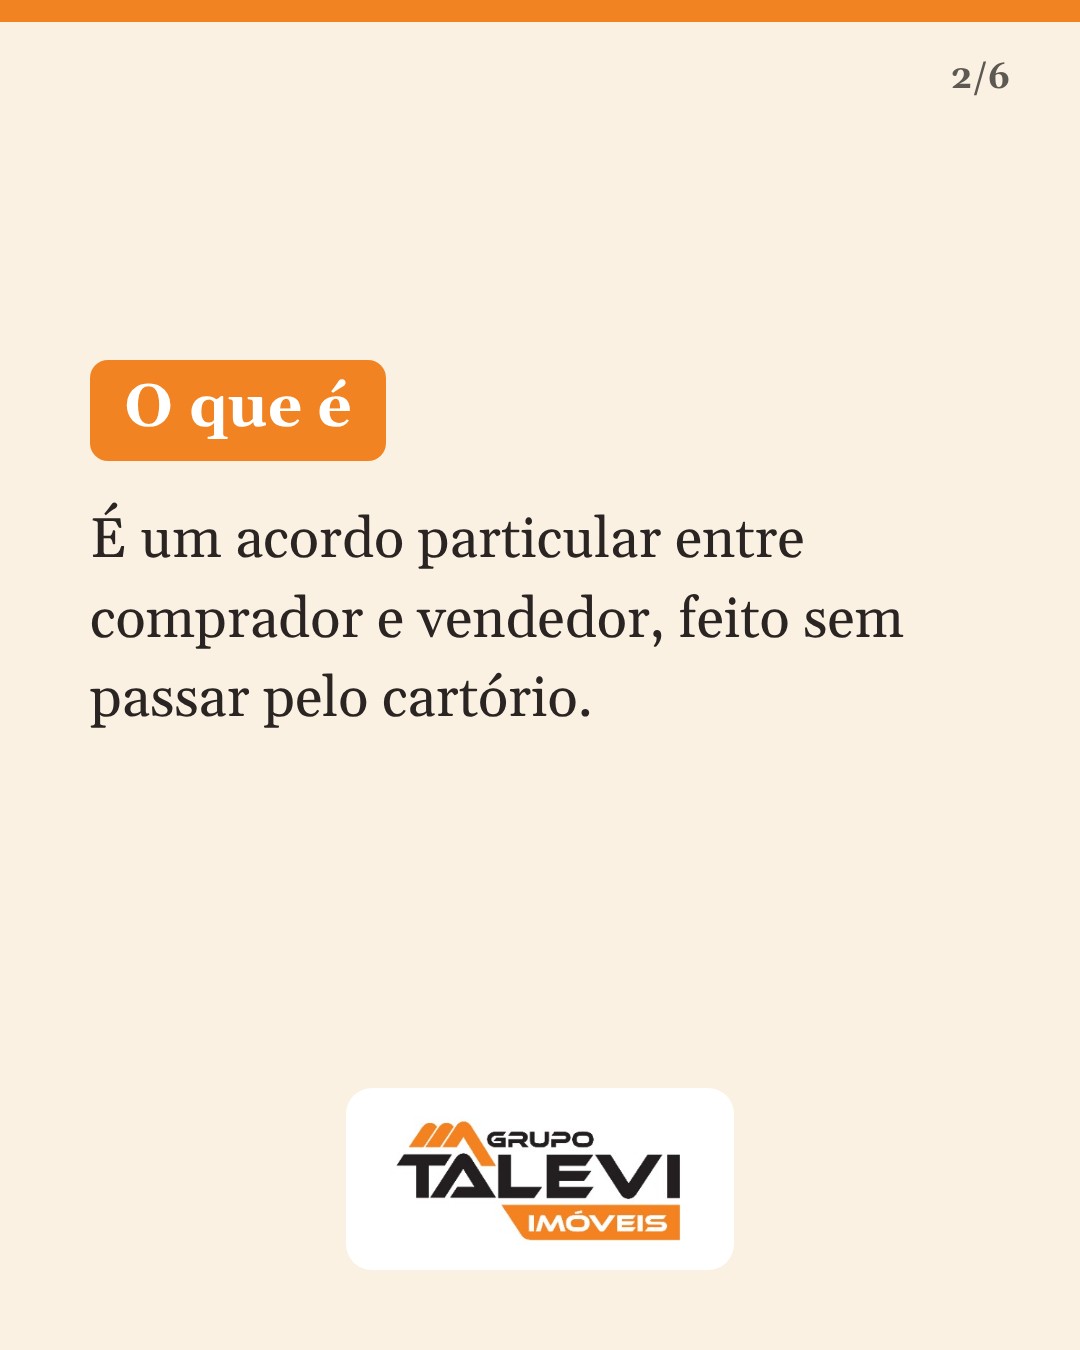 2/6
O que é
É um acordo particular entre
comprador e vendedor, feito sem
passar pelo cartório.
GRUPO
TALEVI
IMÓVEIS